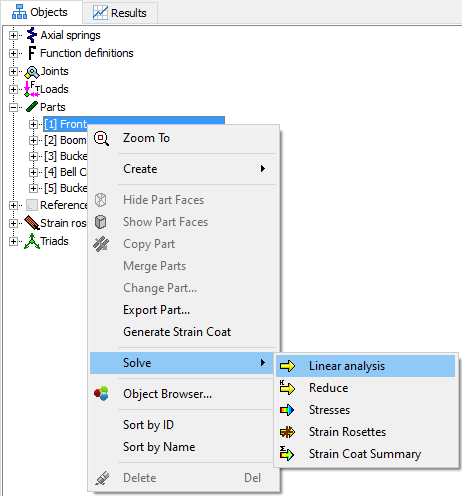 Objects
Results
Axial springs
Function definitions
Joints
Loads
Parts
[1] Front
[2] Boom
[3] Bucke
[4] Bell C
[5] Bucke
Reference
Strain ros
Triads
Zoom To
Create
Hide Part Faces
Show Part Faces
Copy Part
Merge Parts
Change Part...
Export Part...
Generate Strain Coat
Solve
Object Browser...
Sort by ID
Sort by Name
Delete Del
Linear analysis
Reduce
Stresses
Strain Rosettes
Strain Coat Summary